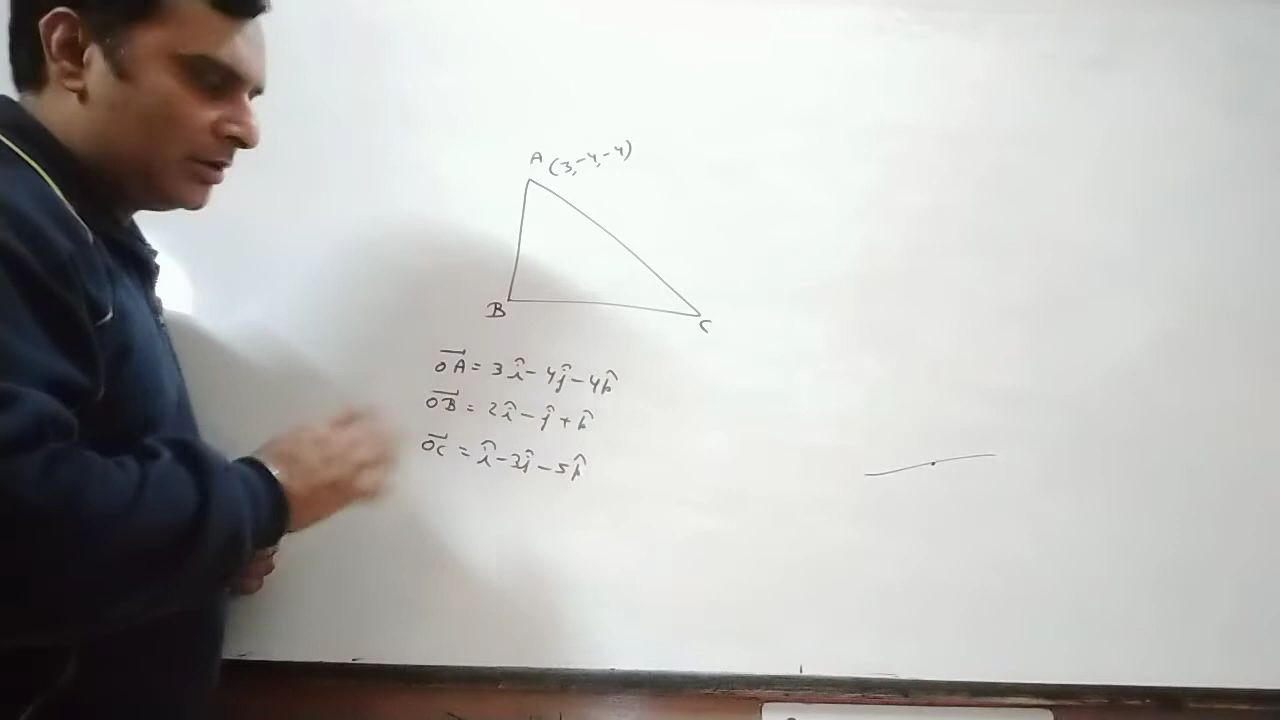 A (3,-4,-4)
B
C
→OA = 3î - 4ĵ - 4k̂
→OB = 2î - ĵ + k̂
→OC = î - 3ĵ - 5k̂